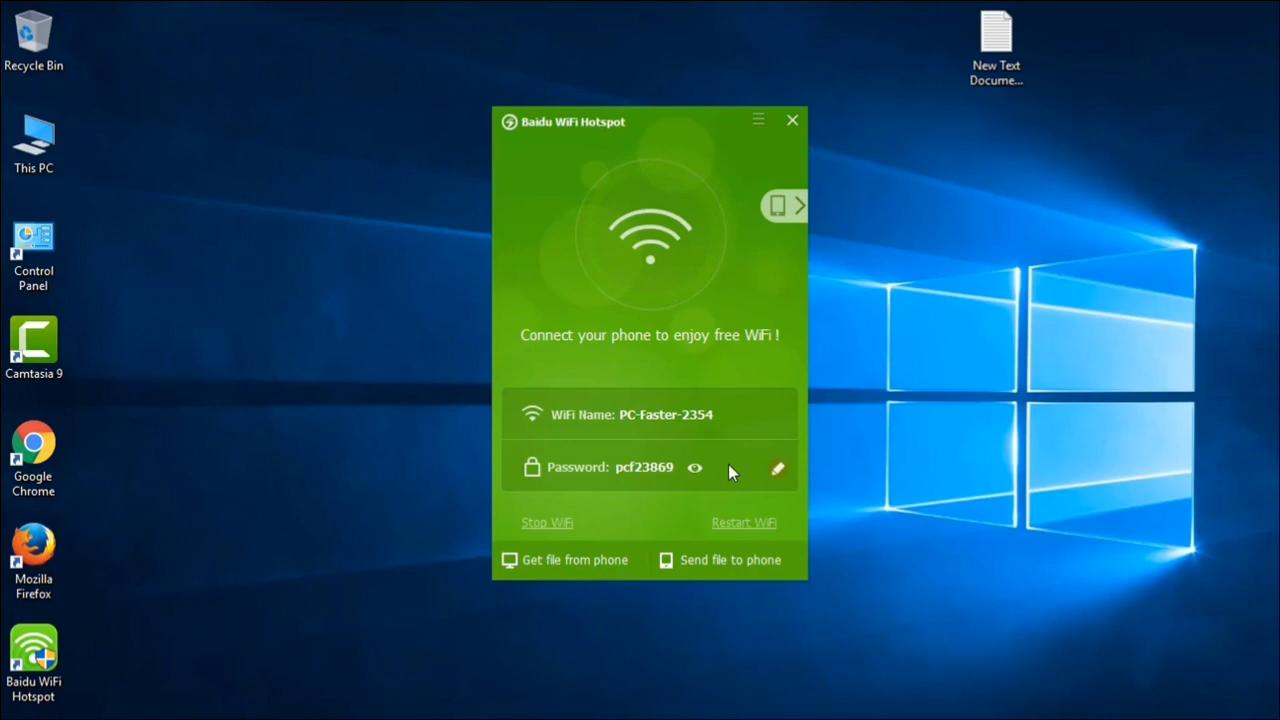 Recycle Bin
This PC
Control
Panel
Camtasia 9
Google
Chrome
Mozilla
Firefox
Baidu WiFi
Hotspot
New Text
Docume...
Baidu WiFi Hotspot
Connect your phone to enjoy free WiFi !
WiFi Name: PC-Faster-2354
Password: pcf23869
Stop WiFi Restart WiFi
Get file from phone Send file to phone